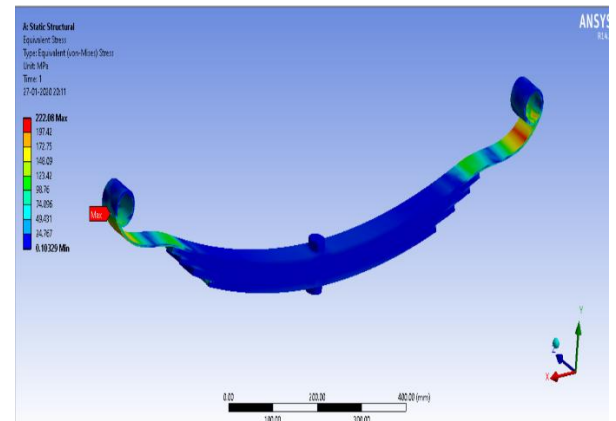 A: Static Structural
Equivalent Stress
Type: Equivalent (von-Mises) Stress
Unit: MPa
Time: 1
27-01-2020 22:11
222.08 Max
197.42
172.75
148.09
123.42
98.76
74.096
49.431
24.767
0.10329 Min
ANSYS
Max
Y
Z
X
0.00
200.00
400.00 (mm)
100.00
300.00